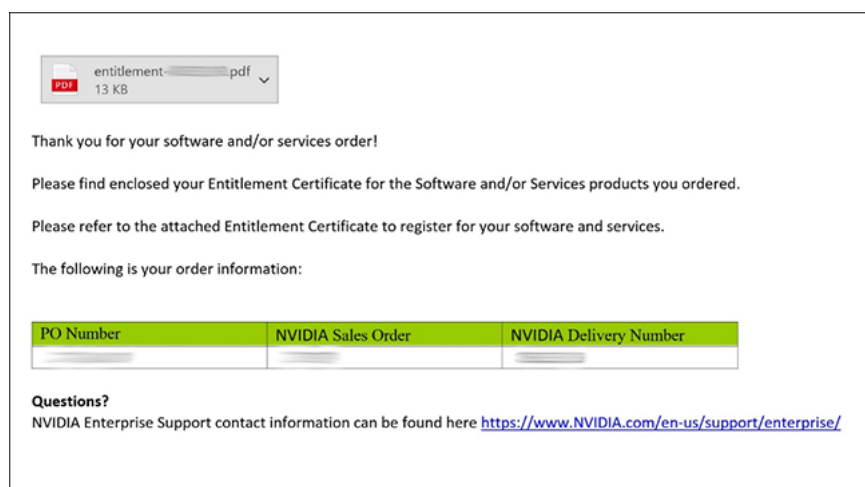 entitlement- .pdf
PDF
13 KB
Thank you for your software and/or services order!
Please find enclosed your Entitlement Certificate for the Software and/or Services products you ordered.
Please refer to the attached Entitlement Certificate to register for your software and services.
The following is your order information:
PO Number NVIDIA Sales Order NVIDIA Delivery Number
Questions?
NVIDIA Enterprise Support contact information can be found here https://www.NVIDIA.com/en-us/support/enterprise/